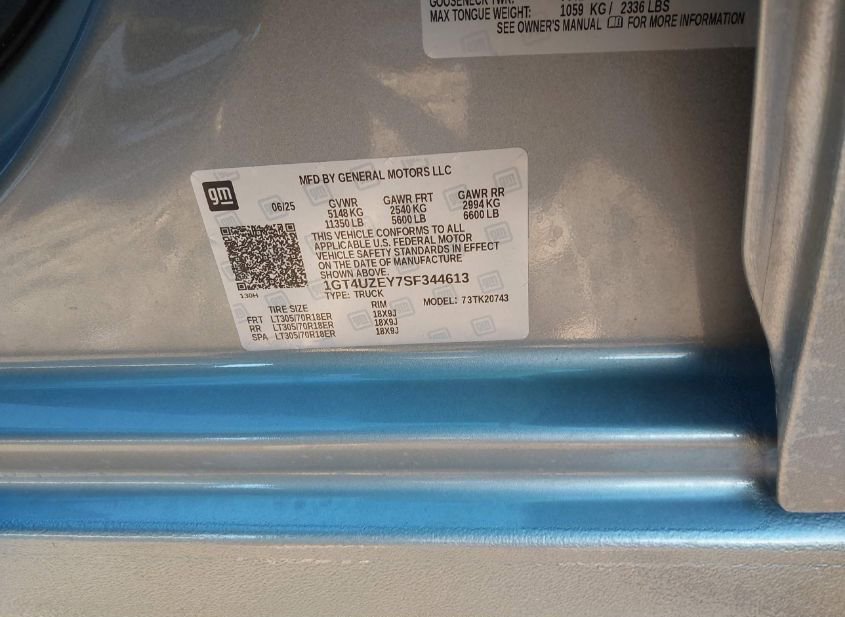 1059 KG / 2336 LBS
MAX TONGUE WEIGHT:
SEE OWNER'S MANUAL FOR MORE INFORMATION
gm
MFD BY GENERAL MOTORS LLC
06/25
GVWR GAWR FRT GAWR RR
5148 KG 2540 KG 2994 KG
11350 LB 5600 LB 6600 LB
THIS VEHICLE CONFORMS TO ALL
APPLICABLE U.S. FEDERAL MOTOR
VEHICLE SAFETY STANDARDS IN EFFECT
ON THE DATE OF MANUFACTURE
SHOWN ABOVE.
1GT4UZEY7SF344613
130H
TYPE: TRUCK MODEL: 73TK20743
TIRE SIZE RIM
FRT LT305/70R18ER 18X9J
RR LT305/70R18ER 18X9J
SPA LT305/70R18ER 18X9J